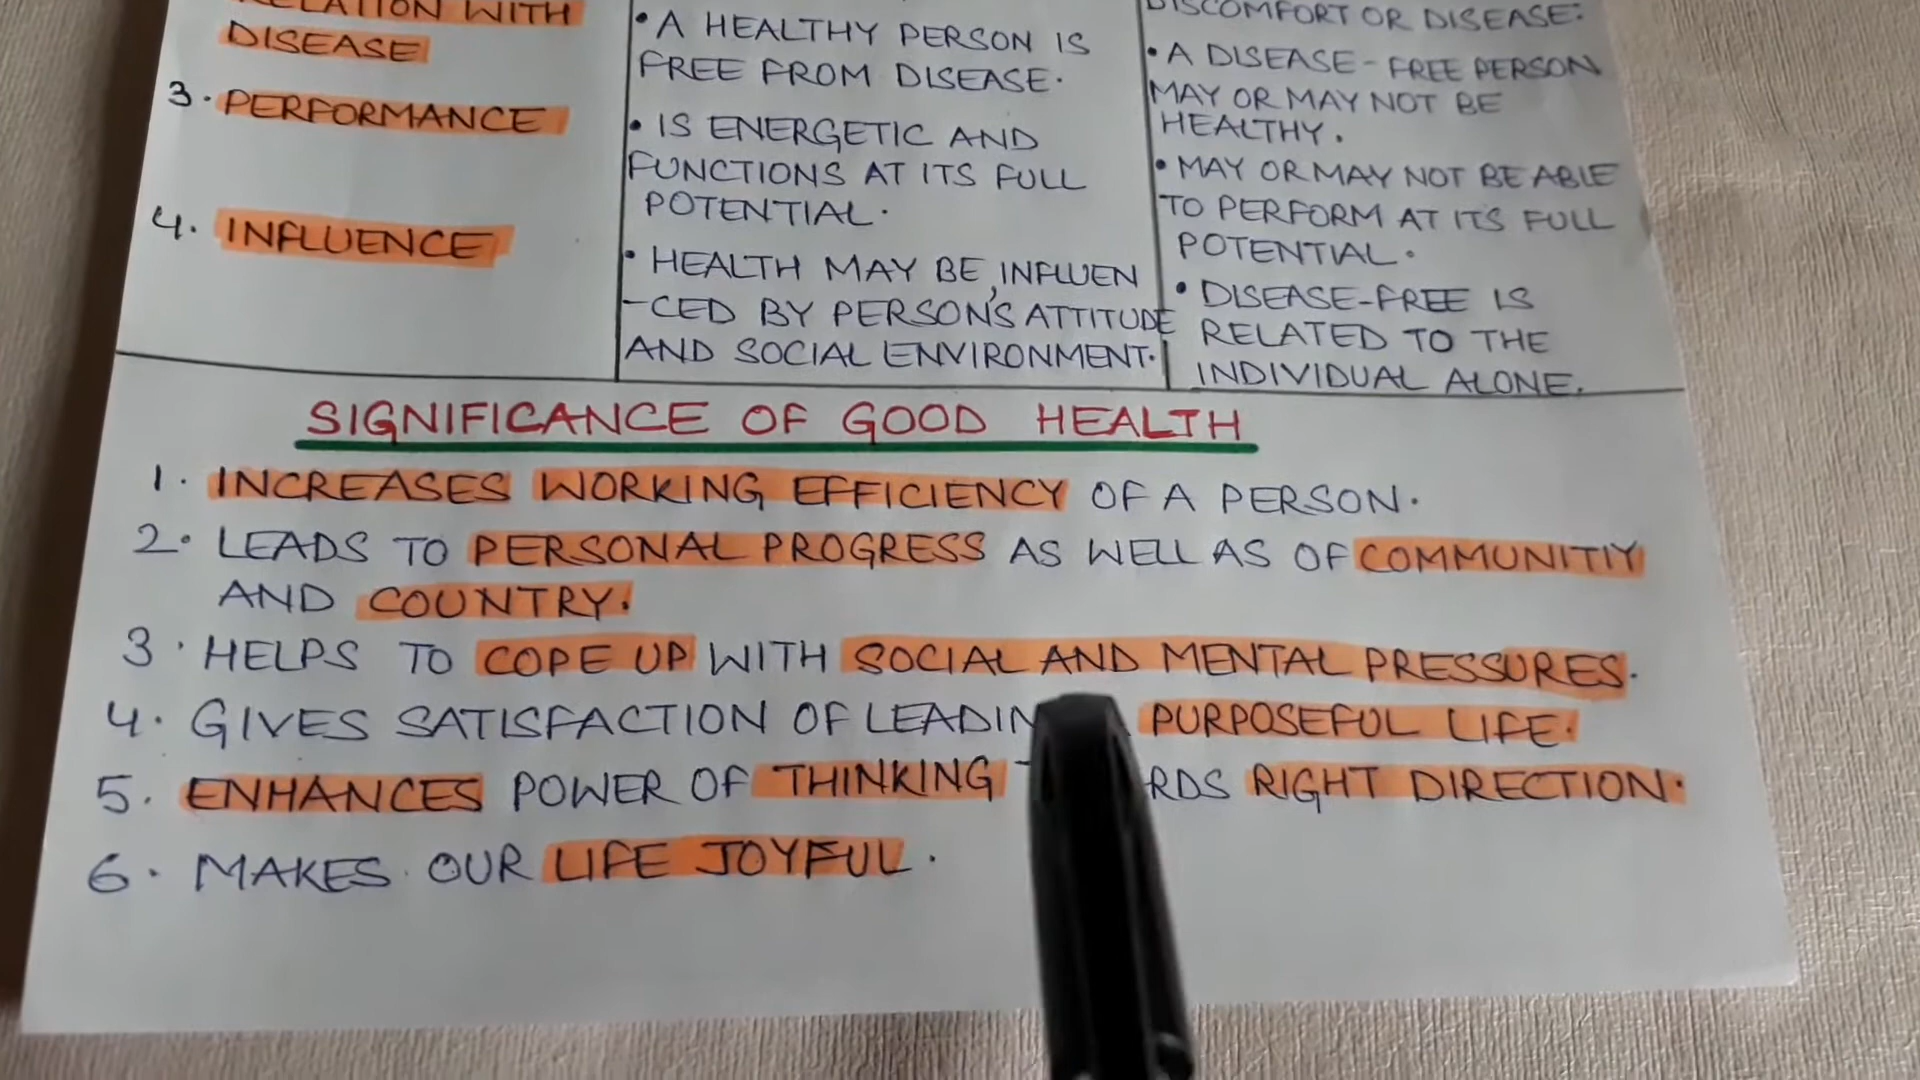 RELATION WITH
DISEASE
3. PERFORMANCE
4. INFLUENCE
• A HEALTHY PERSON IS
FREE FROM DISEASE.
• IS ENERGETIC AND
FUNCTIONS AT ITS FULL
POTENTIAL.
• HEALTH MAY BE INFLUEN
-CED BY PERSON'S ATTITUDE
AND SOCIAL ENVIRONMENT.
DISCOMFORT OR DISEASE.
• A DISEASE-FREE PERSON
MAY OR MAY NOT BE
HEALTHY.
• MAY OR MAY NOT BE ABLE
TO PERFORM AT ITS FULL
POTENTIAL.
• DISEASE-FREE IS
RELATED TO THE
INDIVIDUAL ALONE.
SIGNIFICANCE OF GOOD HEALTH
1. INCREASES WORKING EFFICIENCY OF A PERSON.
2. LEADS TO PERSONAL PROGRESS AS WELL AS OF COMMUNITIY
AND COUNTRY.
3. HELPS TO COPE UP WITH SOCIAL AND MENTAL PRESSURES.
4. GIVES SATISFACTION OF LEADIN PURPOSEFUL LIFE.
5. ENHANCES POWER OF THINKING RDS RIGHT DIRECTION.
6. MAKES OUR LIFE JOYFUL.